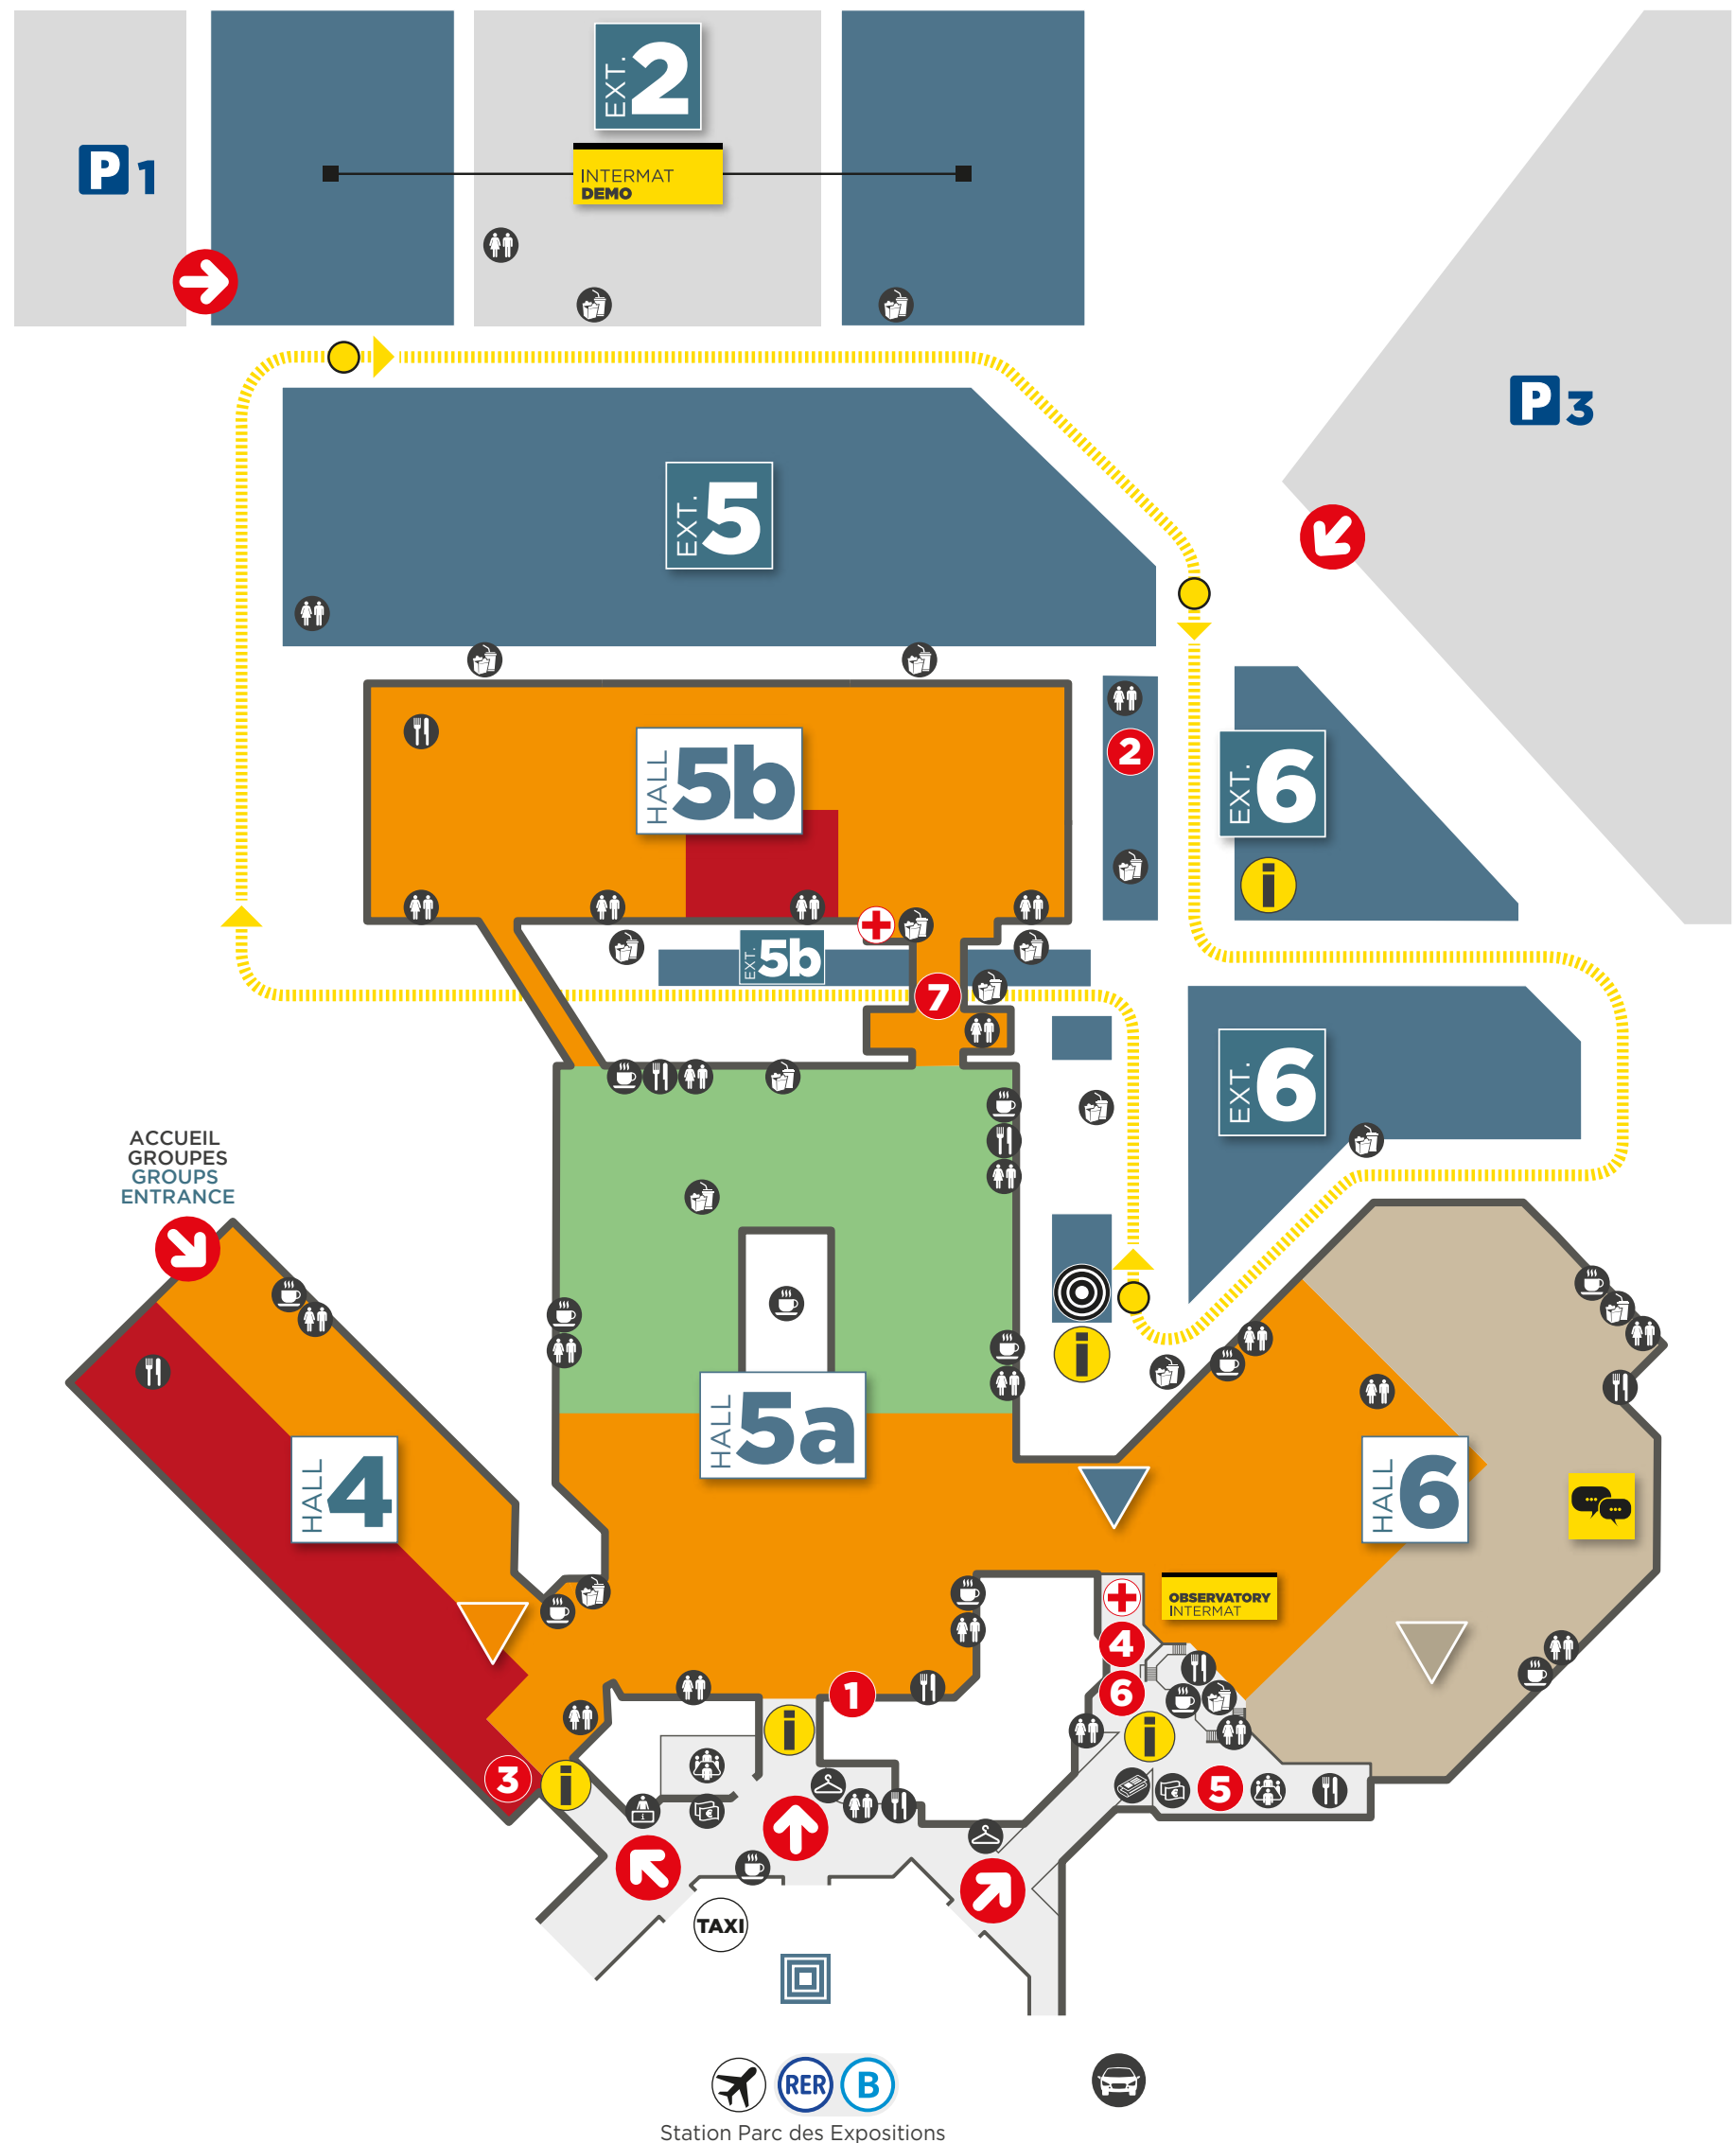 EXT. 2
P 1
INTERMAT
DEMO
P 3
EXT. 5
HALL 5b
2
EXT. 6
i
EXT. 5b
7
EXT. 6
ACCUEIL
GROUPES
GROUPS
ENTRANCE
i
HALL 5a
HALL 4
HALL 6
OBSERVATORY
INTERMAT
4
6
1
i
i
3
i
5
TAXI
RER B
Station Parc des Expositions